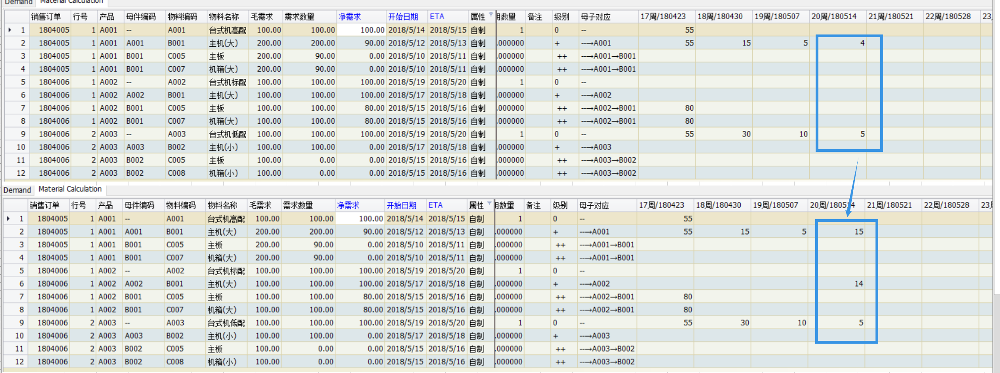 Demand Material Calculation
销售订单 行号 产品 母件编码 物料编码 物料名称 毛需求 需求数量 净需求 开始日期 ETA 属性 数量 备注 级别 母子对应 17周/180423 18周/180430 19周/180507 20周/180514 21周/180521 22周/180528 23
1 1804005 1 A001 -- A001 台式机高配 100.00 100.00 100.00 2018/5/14 2018/5/15 自制 1 0 -- 55
2 1804005 1 A001 A001 B001 主机(大) 200.00 200.00 90.00 2018/5/12 2018/5/13 自制 .000000 + ---→A001 55 15 5 4
3 1804005 1 A001 B001 C005 主板 200.00 90.00 0.00 2018/5/10 2018/5/11 自制 .000000 ++ ---→A001→B001
4 1804005 1 A001 B001 C007 机箱(大) 200.00 90.00 0.00 2018/5/10 2018/5/11 自制 .000000 ++ ---→A001→B001
5 1804006 1 A002 -- A002 台式机标配 100.00 100.00 100.00 2018/5/19 2018/5/20 自制 1 0 --
6 1804006 1 A002 A002 B001 主机(大) 100.00 100.00 100.00 2018/5/17 2018/5/18 自制 .000000 + ---→A002
7 1804006 1 A002 B001 C005 主板 100.00 100.00 80.00 2018/5/15 2018/5/16 自制 .000000 ++ ---→A002→B001 80
8 1804006 1 A002 B001 C007 机箱(大) 100.00 100.00 80.00 2018/5/15 2018/5/16 自制 .000000 ++ ---→A002→B001 80
9 1804006 2 A003 -- A003 台式机低配 100.00 100.00 100.00 2018/5/19 2018/5/20 自制 1 0 -- 55 30 10 5
10 1804006 2 A003 A003 B002 主机(小) 100.00 100.00 0.00 2018/5/17 2018/5/18 自制 .000000 + ---→A003
11 1804006 2 A003 B002 C005 主板 100.00 0.00 0.00 2018/5/15 2018/5/16 自制 .000000 ++ ---→A003→B002
12 1804006 2 A003 B002 C008 机箱(小) 100.00 0.00 0.00 2018/5/15 2018/5/16 自制 .000000 ++ ---→A003→B002
Demand Material Calculation
销售订单 行号 产品 母件编码 物料编码 物料名称 毛需求 需求数量 净需求 开始日期 ETA 属性 数量 备注 级别 母子对应 17周/180423 18周/180430 19周/180507 20周/180514 21周/180521 22周/180528 23
1 1804005 1 A001 -- A001 台式机高配 100.00 100.00 100.00 2018/5/14 2018/5/15 自制 1 0 -- 55
2 1804005 1 A001 A001 B001 主机(大) 200.00 200.00 90.00 2018/5/12 2018/5/13 自制 .000000 + ---→A001 55 15 5 15
3 1804005 1 A001 B001 C005 主板 200.00 90.00 0.00 2018/5/10 2018/5/11 自制 .000000 ++ ---→A001→B001
4 1804005 1 A001 B001 C007 机箱(大) 200.00 90.00 0.00 2018/5/10 2018/5/11 自制 .000000 ++ ---→A001→B001
5 1804006 1 A002 -- A002 台式机标配 100.00 100.00 100.00 2018/5/19 2018/5/20 自制 1 0 --
6 1804006 1 A002 A002 B001 主机(大) 100.00 100.00 100.00 2018/5/17 2018/5/18 自制 .000000 + ---→A002 14
7 1804006 1 A002 B001 C005 主板 100.00 100.00 80.00 2018/5/15 2018/5/16 自制 .000000 ++ ---→A002→B001 80
8 1804006 1 A002 B001 C007 机箱(大) 100.00 100.00 80.00 2018/5/15 2018/5/16 自制 .000000 ++ ---→A002→B001 80
9 1804006 2 A003 -- A003 台式机低配 100.00 100.00 100.00 2018/5/19 2018/5/20 自制 1 0 -- 55 30 10 5
10 1804006 2 A003 A003 B002 主机(小) 100.00 100.00 0.00 2018/5/17 2018/5/18 自制 .000000 + ---→A003
11 1804006 2 A003 B002 C005 主板 100.00 0.00 0.00 2018/5/15 2018/5/16 自制 .000000 ++ ---→A003→B002
12 1804006 2 A003 B002 C008 机箱(小) 100.00 0.00 0.00 2018/5/15 2018/5/16 自制 .000000 ++ ---→A003→B002